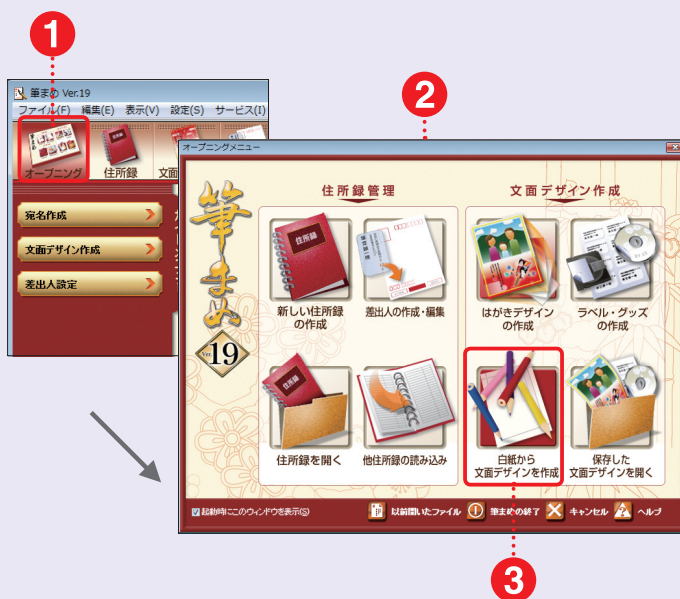 1
筆まめ Ver.19
ファイル(F) 編集(E) 表示(V) 設定(S) サービス(I)
オープニング 住所録 文面
宛名作成
文面デザイン作成
差出人設定
2
オープニングメニュー
筆まめ
Ver.19
住所録管理
文面デザイン作成
住所録
新しい住所録
の作成
差出人の作成・編集
はがきデザイン
の作成
ラベル・グッズ
の作成
住所録
住所録を開く
他住所録の読み込み
白紙から
文面デザインを作成
保存した
文面デザインを開く
起動時にこのウィンドウを表示(S)
以前開いたファイル
筆まめの終了
キャンセル
ヘルプ
3